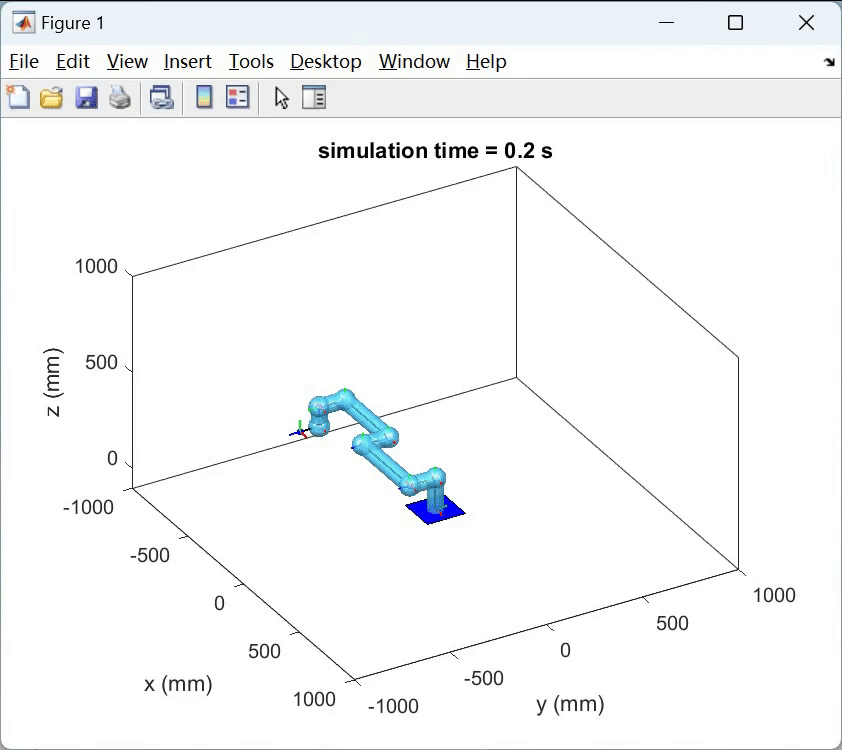 Figure 1
File Edit View Insert Tools Desktop Window Help
simulation time = 0.2 s
1000
500
0
z (mm)
-1000
-500
0
500
1000
x (mm)
-1000
-500
0
500
1000
y (mm)